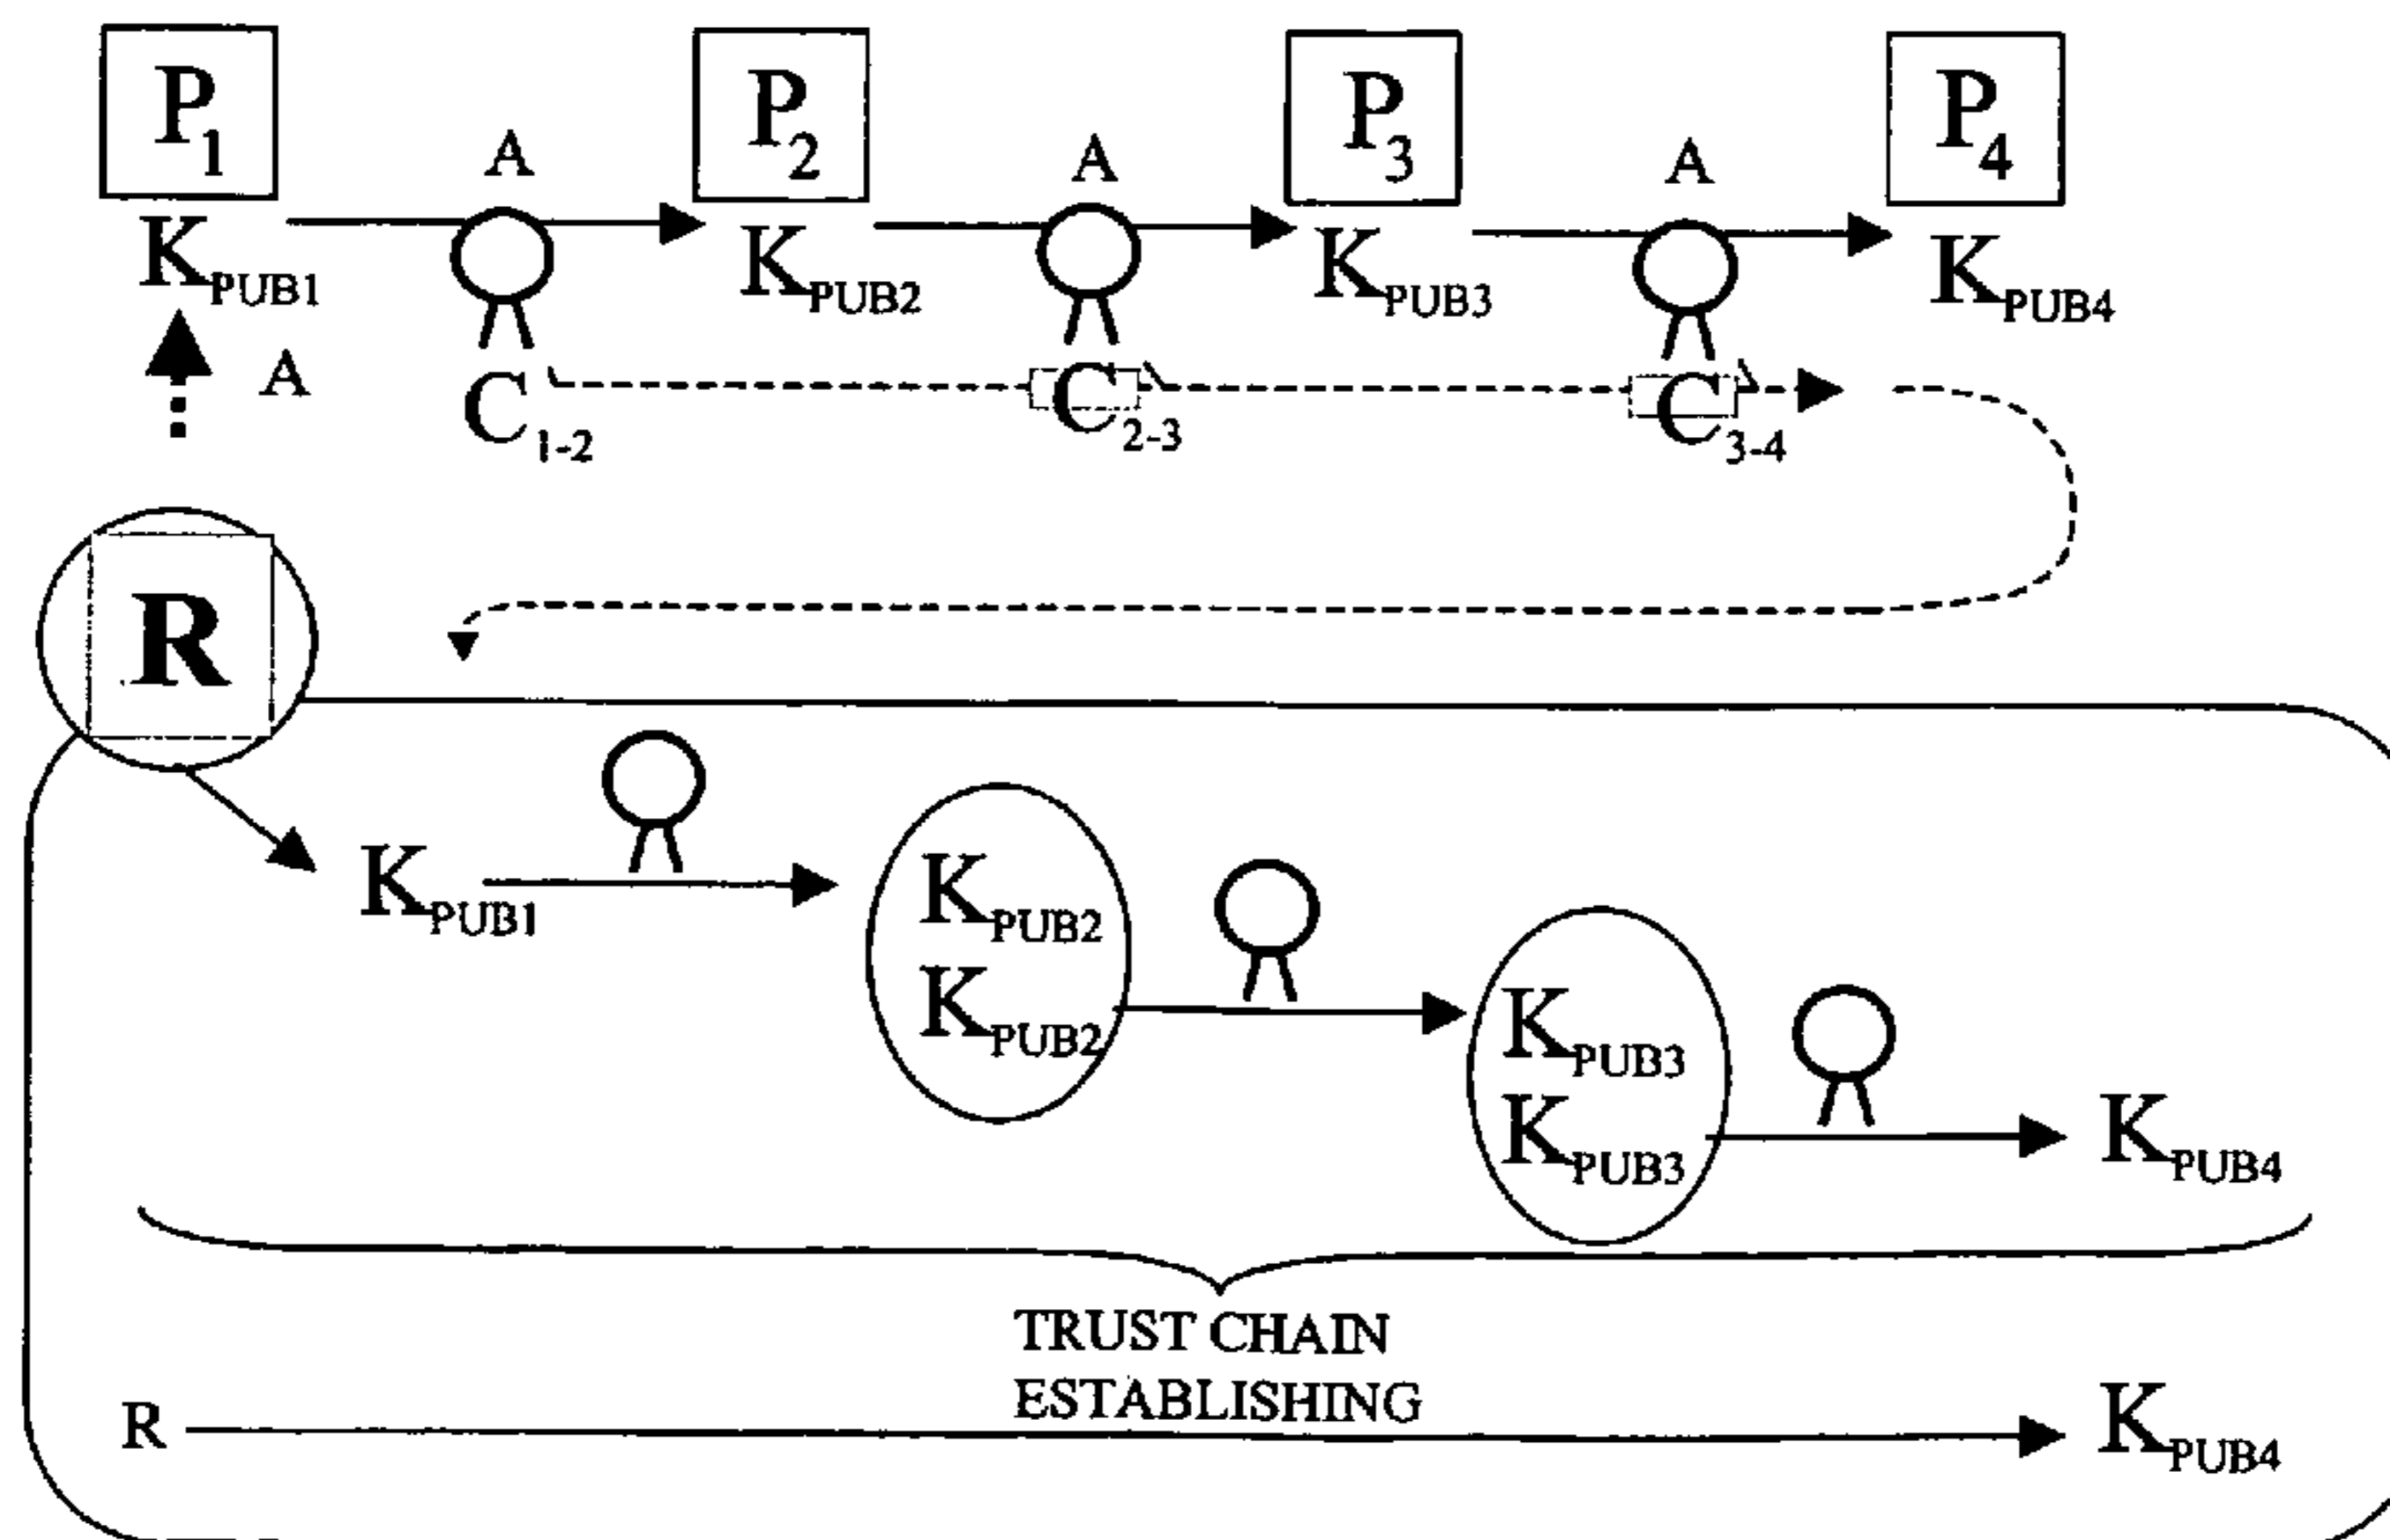 P1 P2 P3 P4
A A A
KPUB1 KPUB2 KPUB3 KPUB4
A
C1-2 C2-3 C3-4
R
KPUB1
KPUB2
KPUB2
KPUB3
KPUB3
KPUB4
TRUST CHAIN
ESTABLISHING
R KPUB4